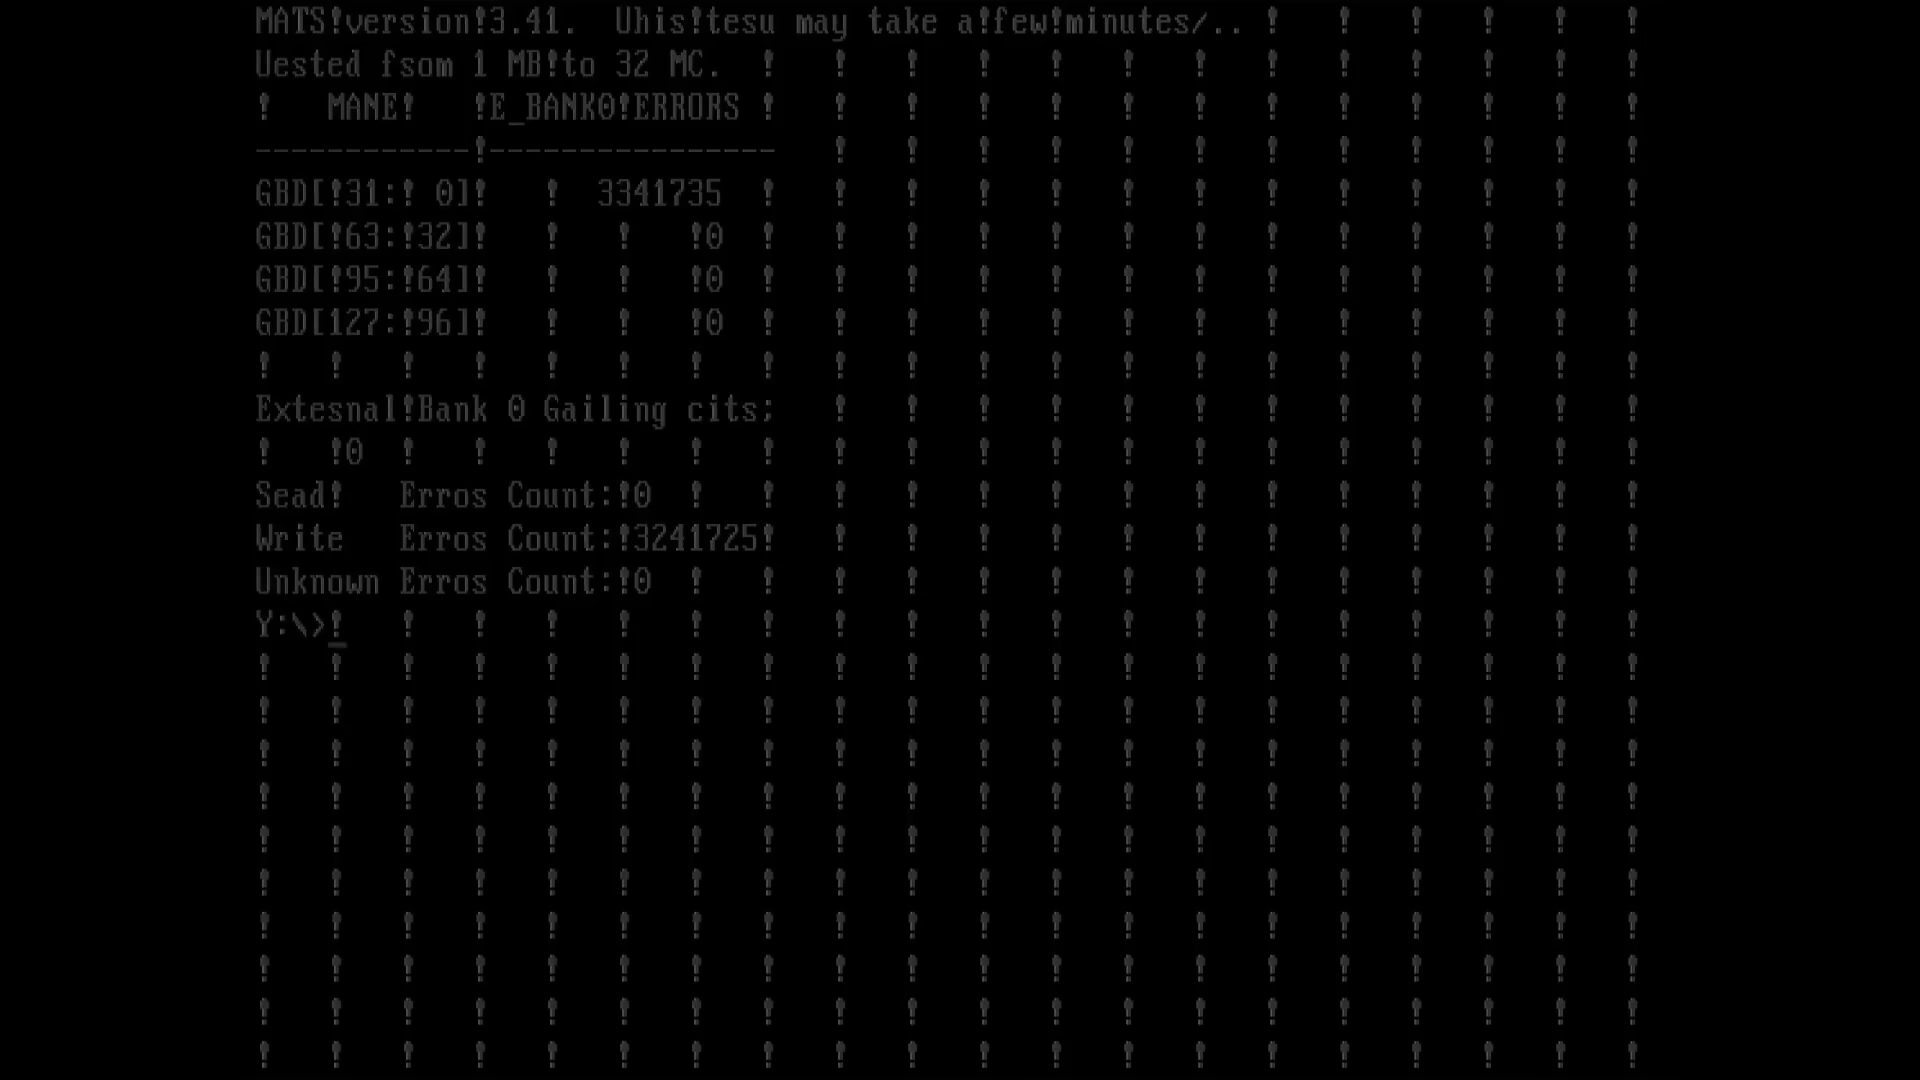 MATS!version!3.41.  Uhis!tesu may take a!few!minutes/.. !   !   !   !   !   !
Uested fsom 1 MB!to 32 MC.  !   !   !   !   !   !   !   !   !   !   !   !   !
!   MANE!   !E_BANK0!ERRORS !   !   !   !   !   !   !   !   !   !   !   !   !
------------!----------------   !   !   !   !   !   !   !   !   !   !   !   !
GBD[!31:! 0]!   !  3341735  !   !   !   !   !   !   !   !   !   !   !   !   !
GBD[!63:!32]!   !   !   !0  !   !   !   !   !   !   !   !   !   !   !   !   !
GBD[!95:!64]!   !   !   !0  !   !   !   !   !   !   !   !   !   !   !   !   !
GBD[127:!96]!   !   !   !0  !   !   !   !   !   !   !   !   !   !   !   !   !
!   !   !   !   !   !   !   !   !   !   !   !   !   !   !   !   !   !   !   !
Extesnal!Bank 0 Gailing cits;   !   !   !   !   !   !   !   !   !   !   !   !
!   !0  !   !   !   !   !   !   !   !   !   !   !   !   !   !   !   !   !   !
Sead!   Erros Count:!0  !   !   !   !   !   !   !   !   !   !   !   !   !   !
Write   Erros Count:!3241725!   !   !   !   !   !   !   !   !   !   !   !   !
Unknown Erros Count:!0  !   !   !   !   !   !   !   !   !   !   !   !   !   !
Y:\>!   !   !   !   !   !   !   !   !   !   !   !   !   !   !   !   !   !   !
!   !   !   !   !   !   !   !   !   !   !   !   !   !   !   !   !   !   !   !
!   !   !   !   !   !   !   !   !   !   !   !   !   !   !   !   !   !   !   !
!   !   !   !   !   !   !   !   !   !   !   !   !   !   !   !   !   !   !   !
!   !   !   !   !   !   !   !   !   !   !   !   !   !   !   !   !   !   !   !
!   !   !   !   !   !   !   !   !   !   !   !   !   !   !   !   !   !   !   !
!   !   !   !   !   !   !   !   !   !   !   !   !   !   !   !   !   !   !   !
!   !   !   !   !   !   !   !   !   !   !   !   !   !   !   !   !   !   !   !
!   !   !   !   !   !   !   !   !   !   !   !   !   !   !   !   !   !   !   !
!   !   !   !   !   !   !   !   !   !   !   !   !   !   !   !   !   !   !   !
!   !   !   !   !   !   !   !   !   !   !   !   !   !   !   !   !   !   !   !